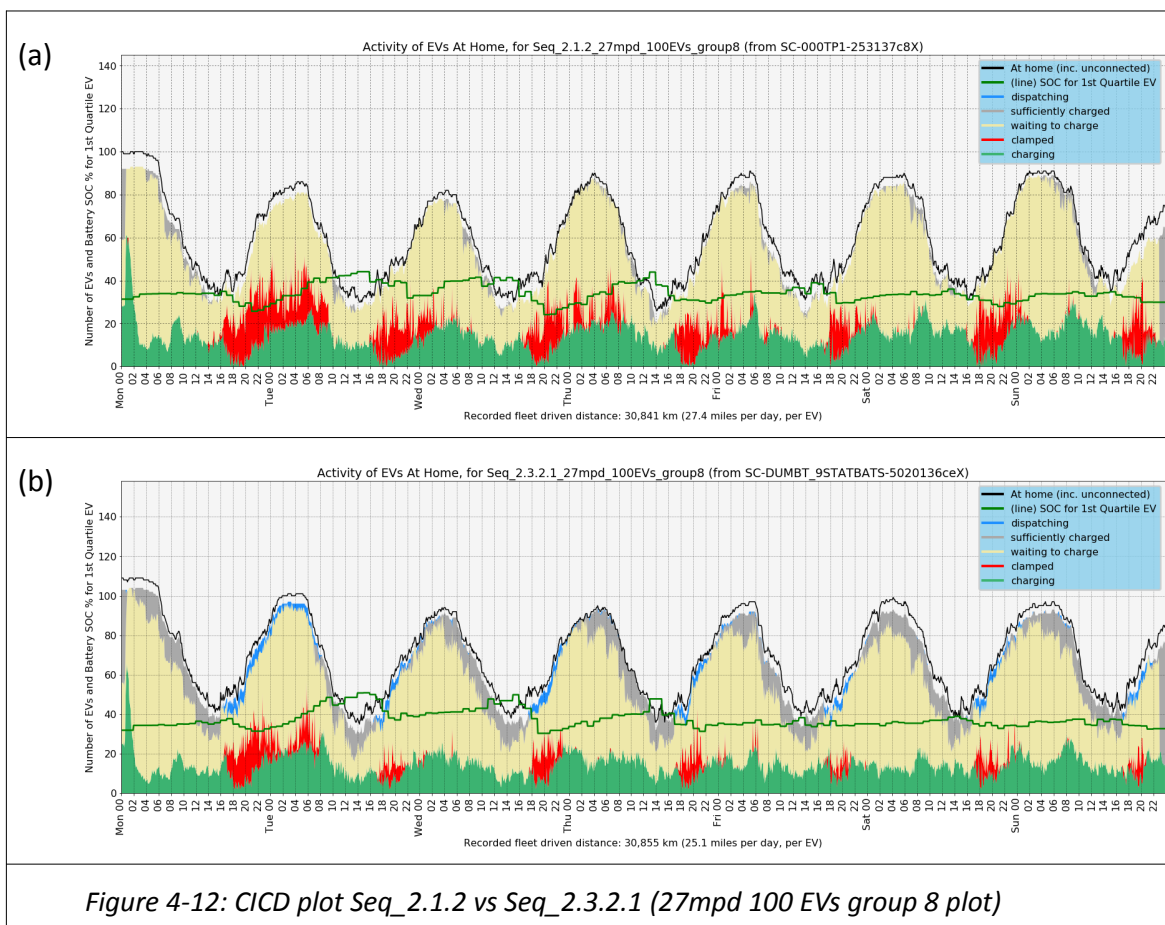 (a)
Activity of EVs At Home, for Seq_2.1.2_27mpd_100EVs_group8 (from SC-000TP1-253137c8X)
Number of EVs and Battery SOC % for 1st Quartile EV
140
120
100
80
60
40
20
0
At home (inc. unconnected)
(line) SOC for 1st Quartile EV
dispatching
sufficiently charged
waiting to charge
clamped
charging
Mon 00 02 04 06 08 10 12 14 16 18 20 22 Tue 00 02 04 06 08 10 12 14 16 18 20 22 Wed 00 02 04 06 08 10 12 14 16 18 20 22 Thu 00 02 04 06 08 10 12 14 16 18 20 22 Fri 00 02 04 06 08 10 12 14 16 18 20 22 Sat 00 02 04 06 08 10 12 14 16 18 20 22 Sun 00 02 04 06 08 10 12 14 16 18 20 22
Recorded fleet driven distance: 30,841 km (27.4 miles per day, per EV)
(b)
Activity of EVs At Home, for Seq_2.3.2.1_27mpd_100EVs_group8 (from SC-DUMBT_9STATBATS-5020136ceX)
Number of EVs and Battery SOC % for 1st Quartile EV
140
120
100
80
60
40
20
0
At home (inc. unconnected)
(line) SOC for 1st Quartile EV
dispatching
sufficiently charged
waiting to charge
clamped
charging
Mon 00 02 04 06 08 10 12 14 16 18 20 22 Tue 00 02 04 06 08 10 12 14 16 18 20 22 Wed 00 02 04 06 08 10 12 14 16 18 20 22 Thu 00 02 04 06 08 10 12 14 16 18 20 22 Fri 00 02 04 06 08 10 12 14 16 18 20 22 Sat 00 02 04 06 08 10 12 14 16 18 20 22 Sun 00 02 04 06 08 10 12 14 16 18 20 22
Recorded fleet driven distance: 30,855 km (25.1 miles per day, per EV)
Figure 4-12: CICD plot Seq_2.1.2 vs Seq_2.3.2.1 (27mpd 100 EVs group 8 plot)